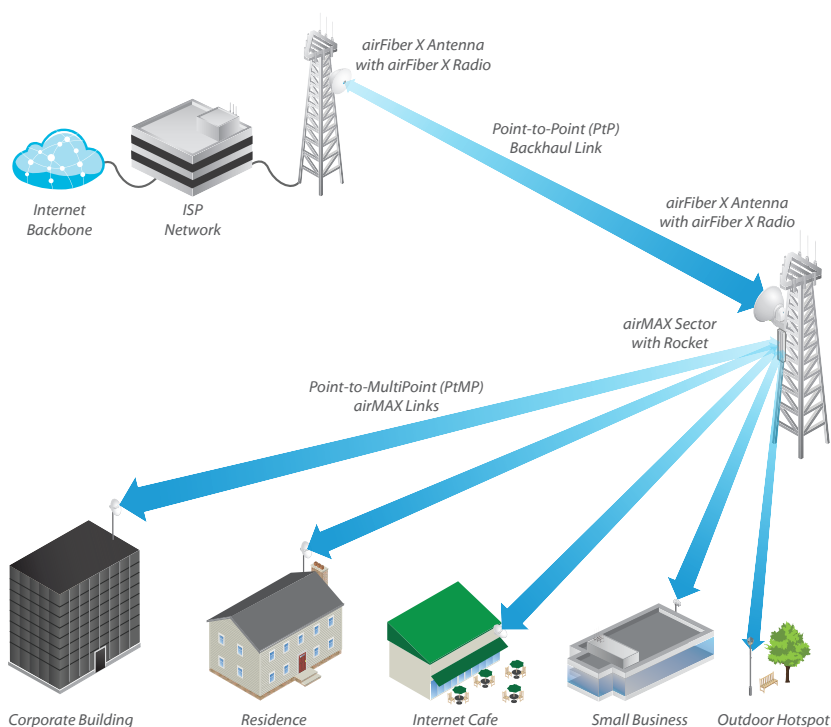 airFiber X Antenna
with airFiber X Radio
Point-to-Point (PtP)
Backhaul Link
Internet
Backbone
ISP
Network
airFiber X Antenna
with airFiber X Radio
airMAX Sector
with Rocket
Point-to-MultiPoint (PtMP)
airMAX Links
Corporate Building
Residence
Internet Cafe
Small Business
Outdoor Hotspot